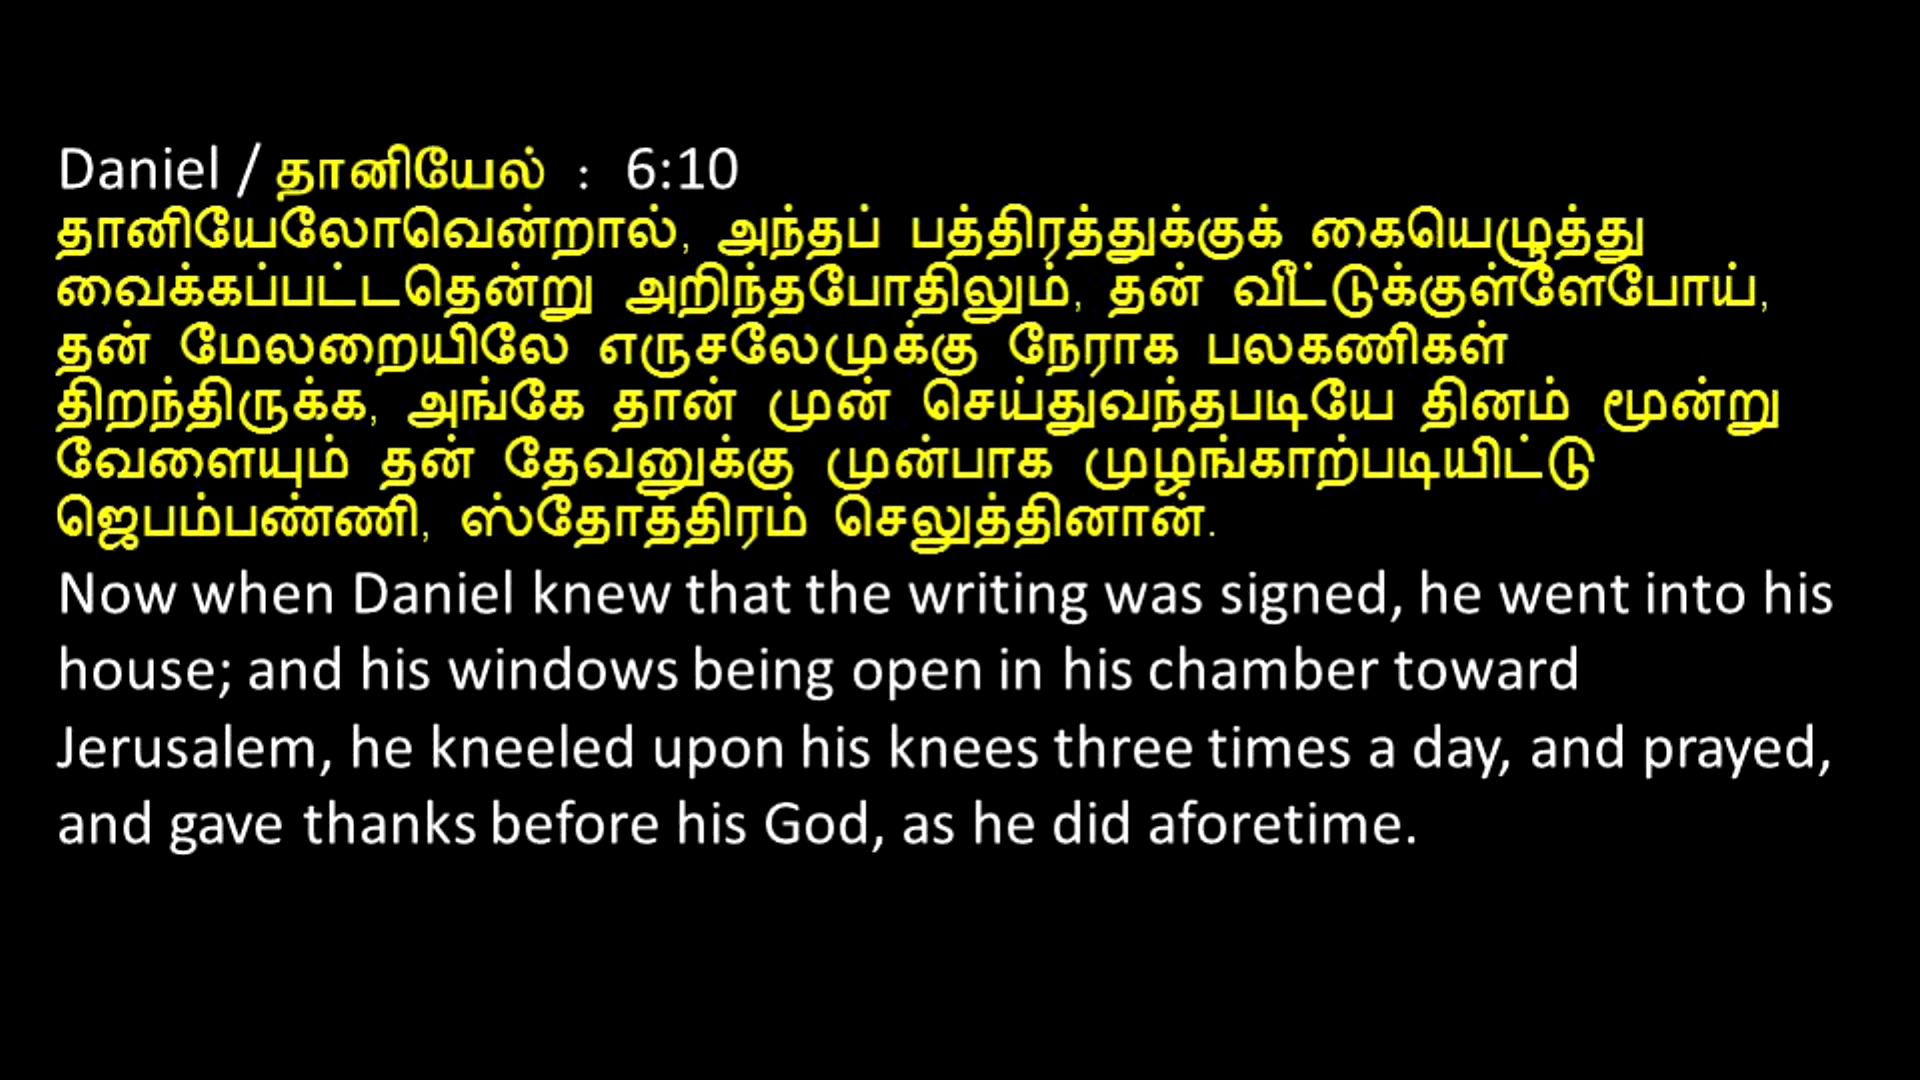 Daniel / தானியேல் : 6:10
தானியேலோவென்றால், அந்தப் பத்திரத்துக்குக் கையெழுத்து
வைக்கப்பட்டதென்று அறிந்தபோதிலும், தன் வீட்டுக்குள்ளேபோய்,
தன் மேலறையிலே எருசலேமுக்கு நேராக பலகணிகள்
திறந்திருக்க, அங்கே தான் முன் செய்துவந்தபடியே தினம் மூன்று
வேளையும் தன் தேவனுக்கு முன்பாக முழங்காற்படியிட்டு
ஜெபம்பண்ணி, ஸ்தோத்திரம் செலுத்தினான்.
Now when Daniel knew that the writing was signed, he went into his
house; and his windows being open in his chamber toward
Jerusalem, he kneeled upon his knees three times a day, and prayed,
and gave thanks before his God, as he did aforetime.